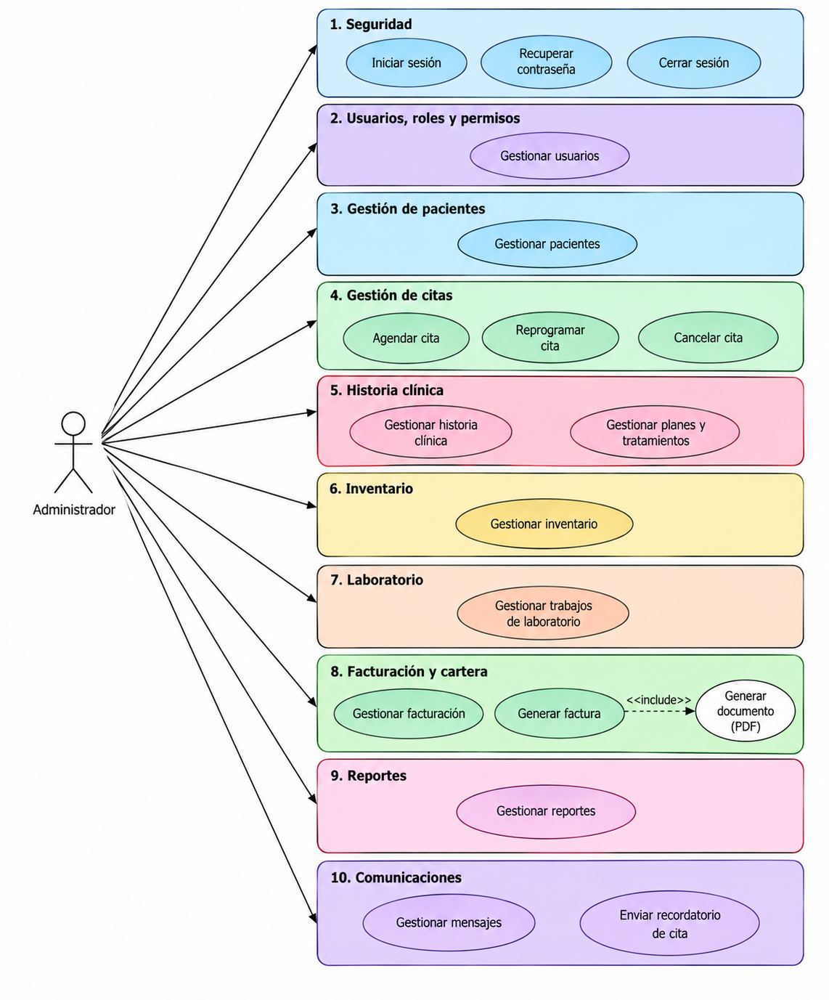 1. Seguridad
Iniciar sesión
Recuperar
contraseña
Cerrar sesión
2. Usuarios, roles y permisos
Gestionar usuarios
3. Gestión de pacientes
Gestionar pacientes
4. Gestión de citas
Agendar cita
Reprogramar
cita
Cancelar cita
5. Historia clínica
Gestionar historia
clínica
Gestionar planes y
tratamientos
Administrador
6. Inventario
Gestionar inventario
7. Laboratorio
Gestionar trabajos
de laboratorio
8. Facturación y cartera
Gestionar facturación
Generar factura
<<include>>
Generar
documento
(PDF)
9. Reportes
Gestionar reportes
10. Comunicaciones
Gestionar mensajes
Enviar recordatorio
de cita